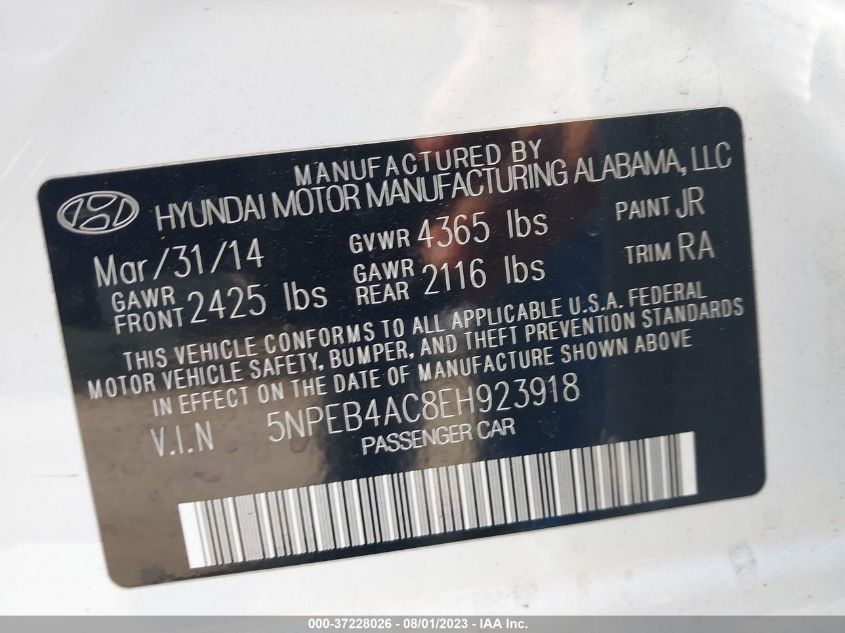 MANUFACTURED BY
HYUNDAI MOTOR MANUFACTURING ALABAMA, LLC
Mar/31/14 GVWR 4365 lbs PAINT JR
GAWR FRONT 2425 lbs GAWR REAR 2116 lbs TRIM RA
THIS VEHICLE CONFORMS TO ALL APPLICABLE U.S.A. FEDERAL
MOTOR VEHICLE SAFETY, BUMPER, AND THEFT PREVENTION STANDARDS
IN EFFECT ON THE DATE OF MANUFACTURE SHOWN ABOVE
V.I.N 5NPEB4AC8EH923918
PASSENGER CAR
000-37228026 - 08/01/2023 - IAA Inc.